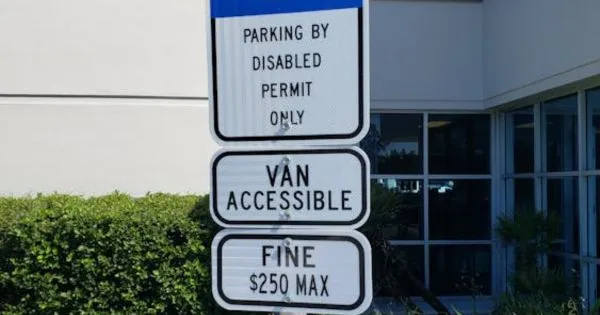 PARKING BY
DISABLED
PERMIT
ONLY
VAN
ACCESSIBLE
FINE
$250 MAX